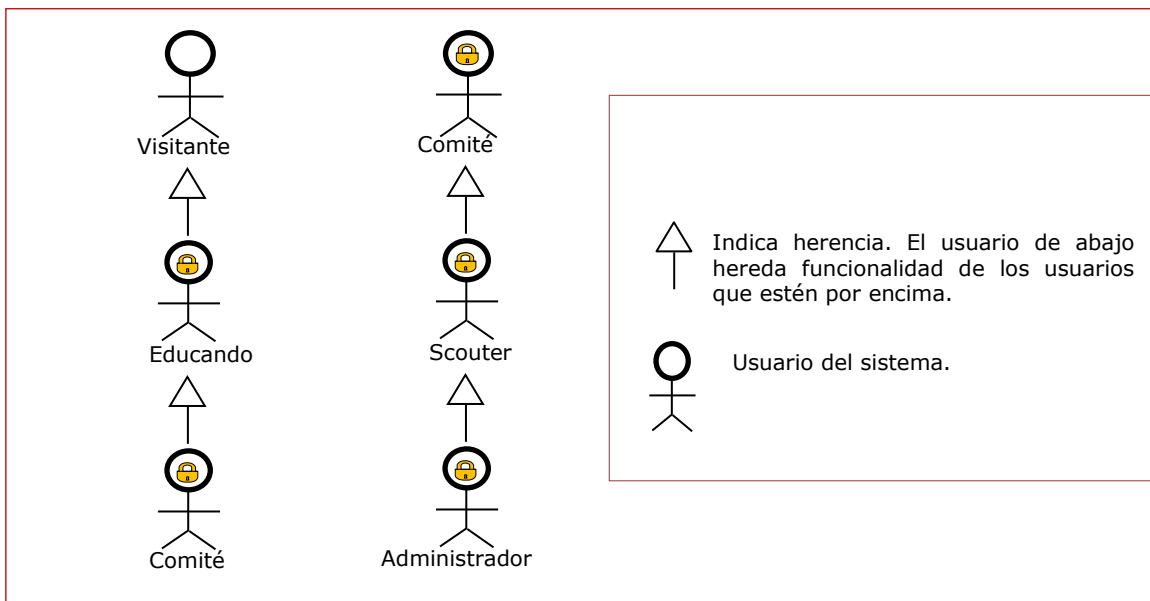 Visitante
Educando
Comité
Comité
Scouter
Administrador
Indica herencia. El usuario de abajo
hereda funcionalidad de los usuarios
que estén por encima.
Usuario del sistema.